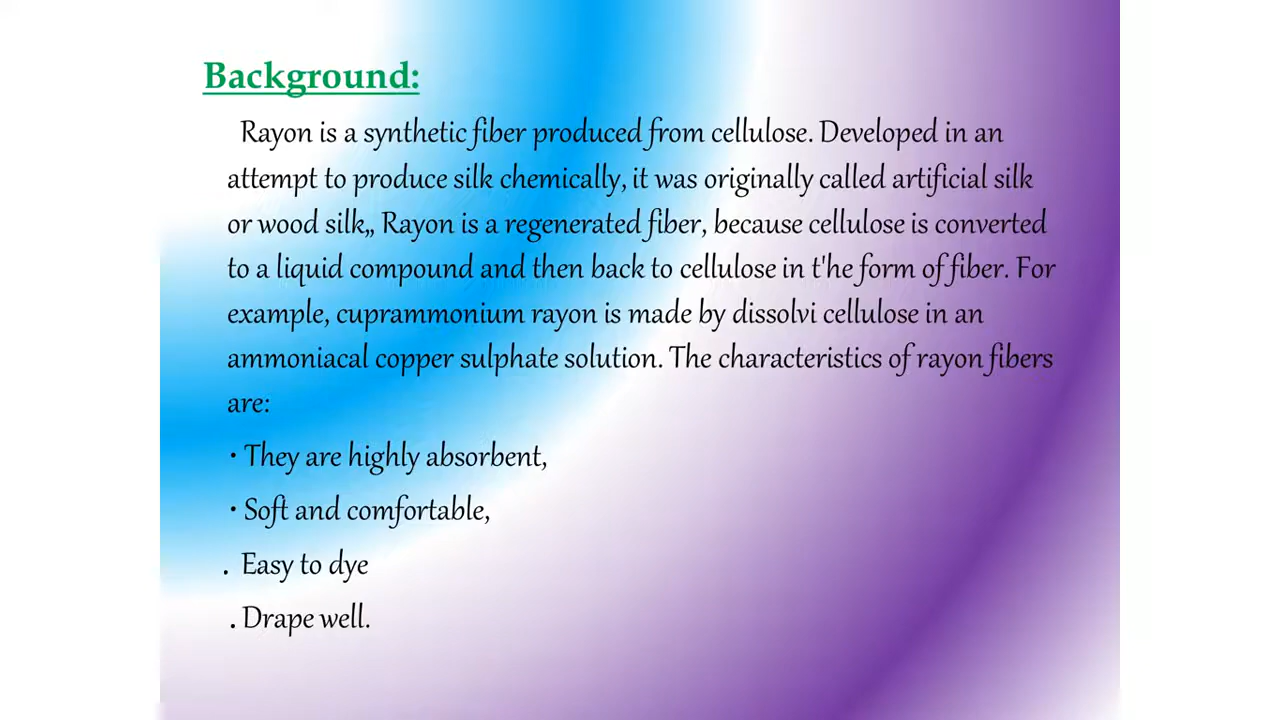 Background:
Rayon is a synthetic fiber produced from cellulose. Developed in an
attempt to produce silk chemically, it was originally called artificial silk
or wood silk,, Rayon is a regenerated fiber, because cellulose is converted
to a liquid compound and then back to cellulose in t'he form of fiber. For
example, cuprammonium rayon is made by dissolvi cellulose in an
ammoniacal copper sulphate solution. The characteristics of rayon fibers
are:
• They are highly absorbent,
• Soft and comfortable,
. Easy to dye
. Drape well.